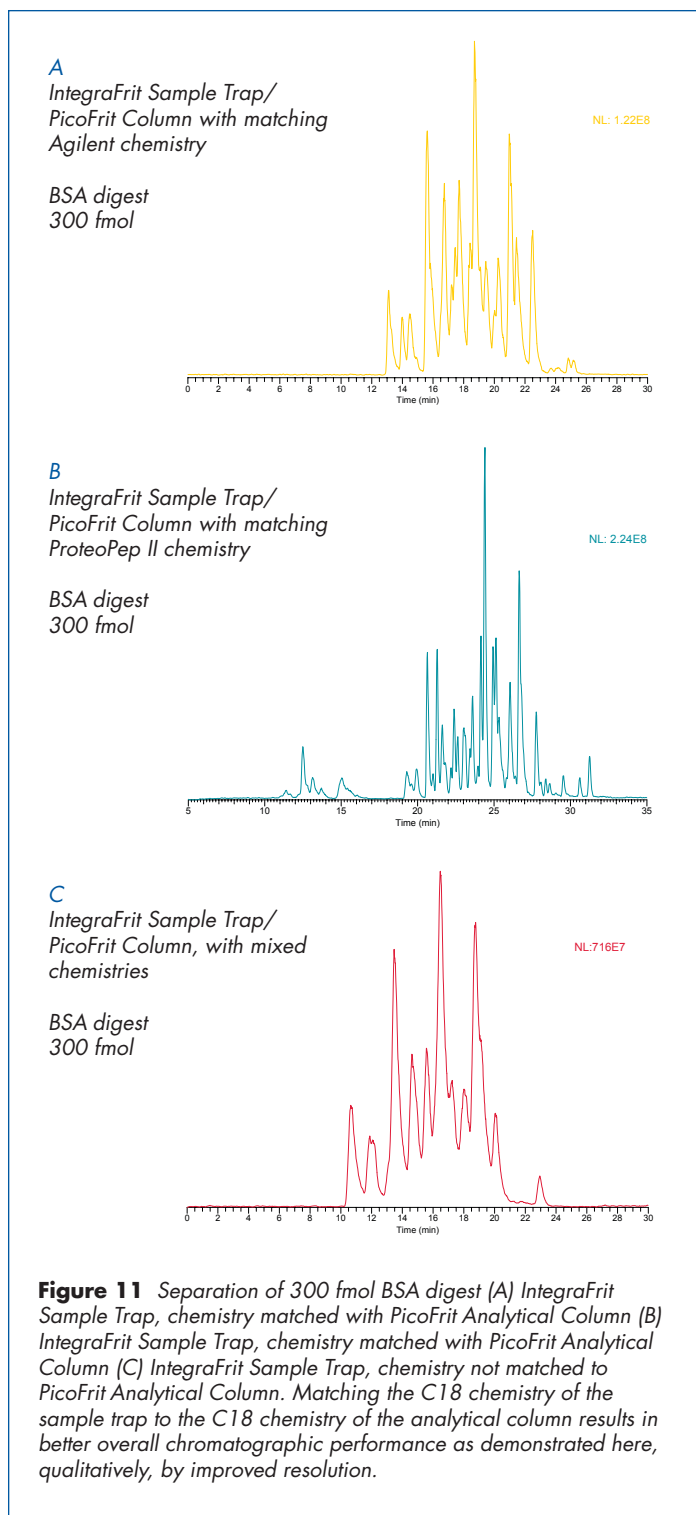 A
IntegraFrit Sample Trap/
PicoFrit Column with matching
Agilent chemistry
BSA digest
300 fmol
NL: 1.22E8
0 2 4 6 8 10 12 14 16 18 20 22 24 26 28 30
Time (min)
B
IntegraFrit Sample Trap/
PicoFrit Column with matching
ProteoPep II chemistry
BSA digest
300 fmol
NL: 2.24E8
5 10 15 20 25 30 35
Time (min)
C
IntegraFrit Sample Trap/
PicoFrit Column, with mixed
chemistries
BSA digest
300 fmol
NL:716E7
0 2 4 6 8 10 12 14 16 18 20 22 24 26 28 30
Time (min)
Figure 11 Separation of 300 fmol BSA digest (A) IntegraFrit
Sample Trap, chemistry matched with PicoFrit Analytical Column (B)
IntegraFrit Sample Trap, chemistry matched with PicoFrit Analytical
Column (C) IntegraFrit Sample Trap, chemistry not matched to
PicoFrit Analytical Column. Matching the C18 chemistry of the
sample trap to the C18 chemistry of the analytical column results in
better overall chromatographic performance as demonstrated here,
qualitatively, by improved resolution.